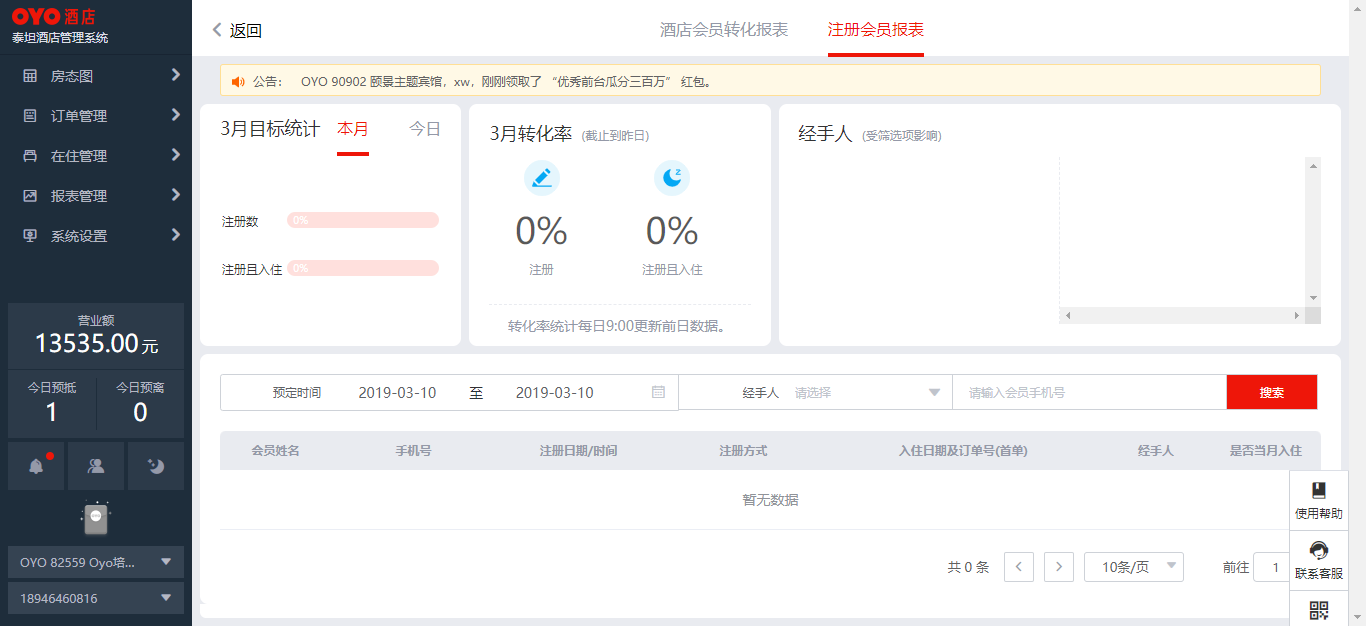 OYO 酒店
泰坦酒店管理系统
房态图
订单管理
在住管理
报表管理
系统设置
营业额
13535.00 元
今日预抵 今日预离
1 0
OYO 82559 Oyo培...
18946460816
返回
酒店会员转化报表 注册会员报表
公告： OYO 90902 颐景主题宾馆，xw，刚刚领取了 “优秀前台瓜分三百万” 红包。
3月目标统计 本月 今日
注册数 0%
注册且入住 0%
3月转化率 (截止到昨日)
0% 0%
注册 注册且入住
转化率统计每日9:00更新前日数据。
经手人 (受筛选项影响)
预定时间 2019-03-10 至 2019-03-10 经手人 请选择 请输入会员手机号 搜索
会员姓名 手机号 注册日期/时间 注册方式 入住日期及订单号(首单) 经手人 是否当月入住
暂无数据
共 0 条 10条/页 前往 1
使用帮助
联系客服